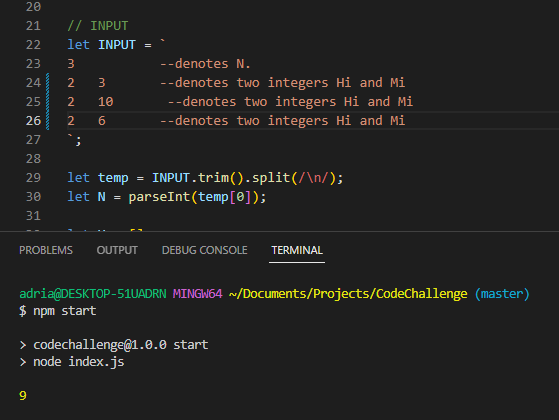 20
21 // INPUT
22 let INPUT = `
23 3 --denotes N.
24 2 3 --denotes two integers Hi and Mi
25 2 10 --denotes two integers Hi and Mi
26 2 6 --denotes two integers Hi and Mi
27 `;
28
29 let temp = INPUT.trim().split(/\n/);
30 let N = parseInt(temp[0]);
31
PROBLEMS OUTPUT DEBUG CONSOLE TERMINAL
adria@DESKTOP-51UADRN MINGW64 ~/Documents/Projects/CodeChallenge (master)
$ npm start
> codechallenge@1.0.0 start
> node index.js
9